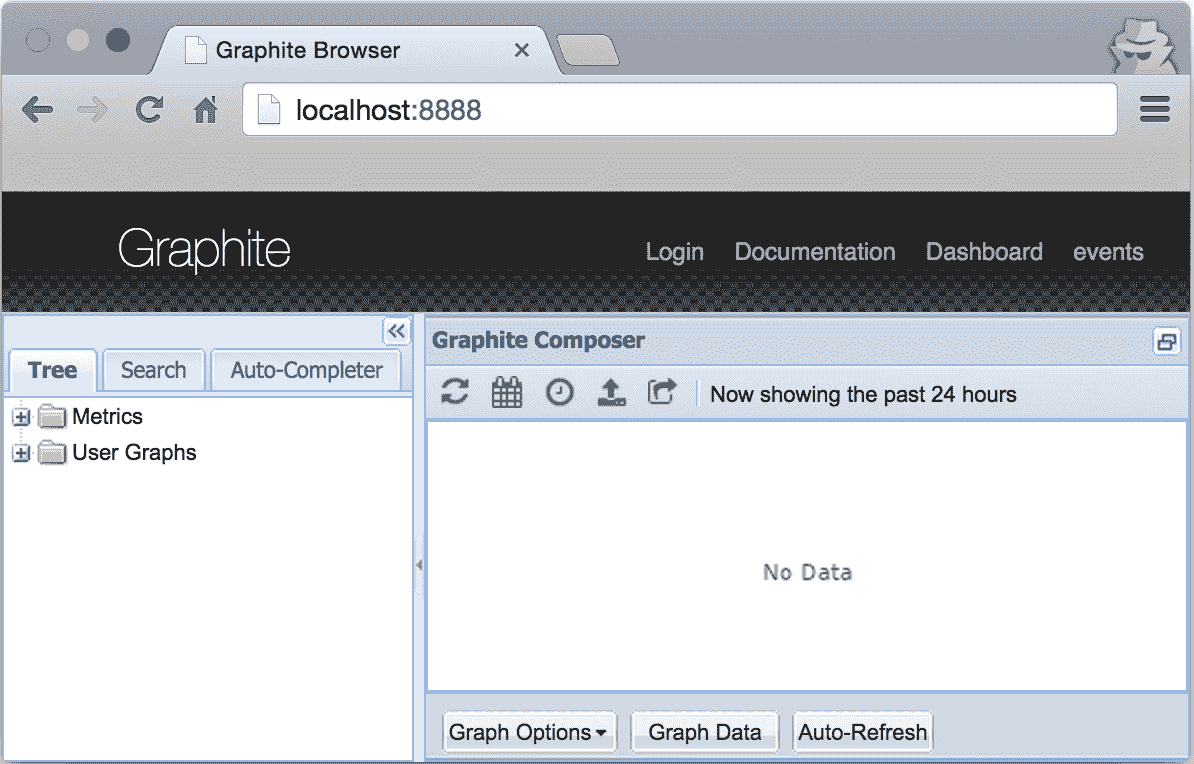 Graphite Browser
localhost:8888
Graphite
Login Documentation Dashboard events
Graphite Composer
Tree Search Auto-Completer
Now showing the past 24 hours
Metrics
User Graphs
No Data
Graph Options Graph Data Auto-Refresh